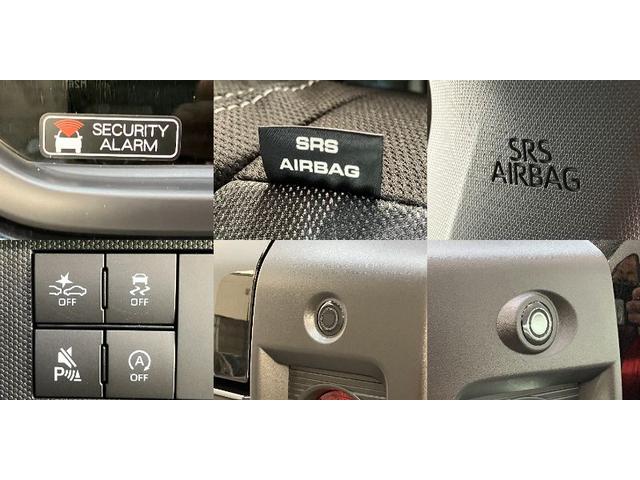 SECURITY
ALARM
SRS
AIRBAG
SRS
AIRBAG
OFF
OFF
P
A
OFF